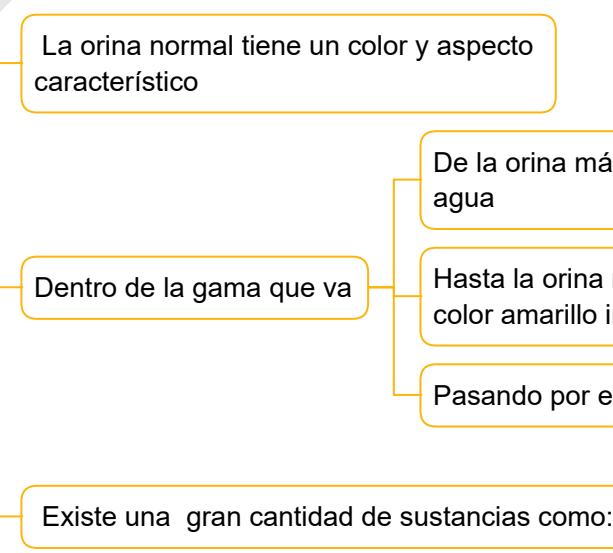 La orina normal tiene un color y aspecto
característico
De la orina
agua
Dentro de la gama que va
Hasta la orina
color amarillo
Pasando por
Existe una gran cantidad de sustancias como: